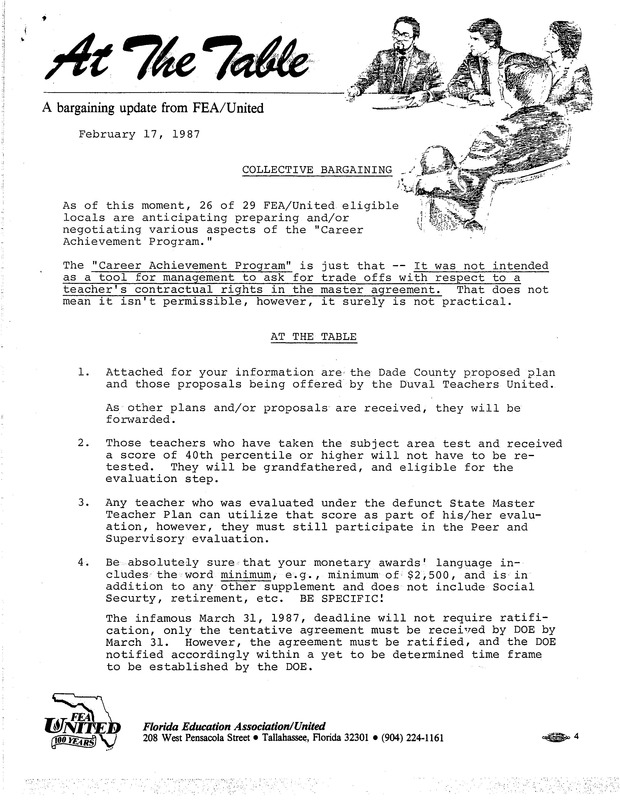 At The Table
A bargaining update from FEA/United
February 17, 1987
COLLECTIVE BARGAINING
As of this moment, 26 of 29 FEA/United eligible
locals are anticipating preparing and/or
negotiating various aspects of the "Career
Achievement Program."
The "Career Achievement Program" is just that -- It was not intended
as a tool for management to ask for trade offs with respect to a
teacher's contractual rights in the master agreement. That does not
mean it isn't permissible, however, it surely is not practical.
AT THE TABLE
1. Attached for your information are the Dade County proposed plan
and those proposals being offered by the Duval Teachers United.
As other plans and/or proposals are received, they will be
forwarded.
2. Those teachers who have taken the subject area test and received
a score of 40th percentile or higher will not have to be re-
tested. They will be grandfathered, and eligible for the
evaluation step.
3. Any teacher who was evaluated under the defunct State Master
Teacher Plan can utilize that score as part of his/her evalu-
ation, however, they must still participate in the Peer and
Supervisory evaluation.
4. Be absolutely sure that your monetary awards' language in-
cludes the word minimum, e.g., minimum of $2,500, and is in
addition to any other supplement and does not include Social
Securty, retirement, etc. BE SPECIFIC!
The infamous March 31, 1987, deadline will not require ratifi-
cation, only the tentative agreement must be received by DOE by
March 31. However, the agreement must be ratified, and the DOE
notified accordingly within a yet to be determined time frame
to be established by the DOE.
FEA
UNITED
100 YEARS
Florida Education Association/United
208 West Pensacola Street • Tallahassee, Florida 32301 • (904) 224-1161
4